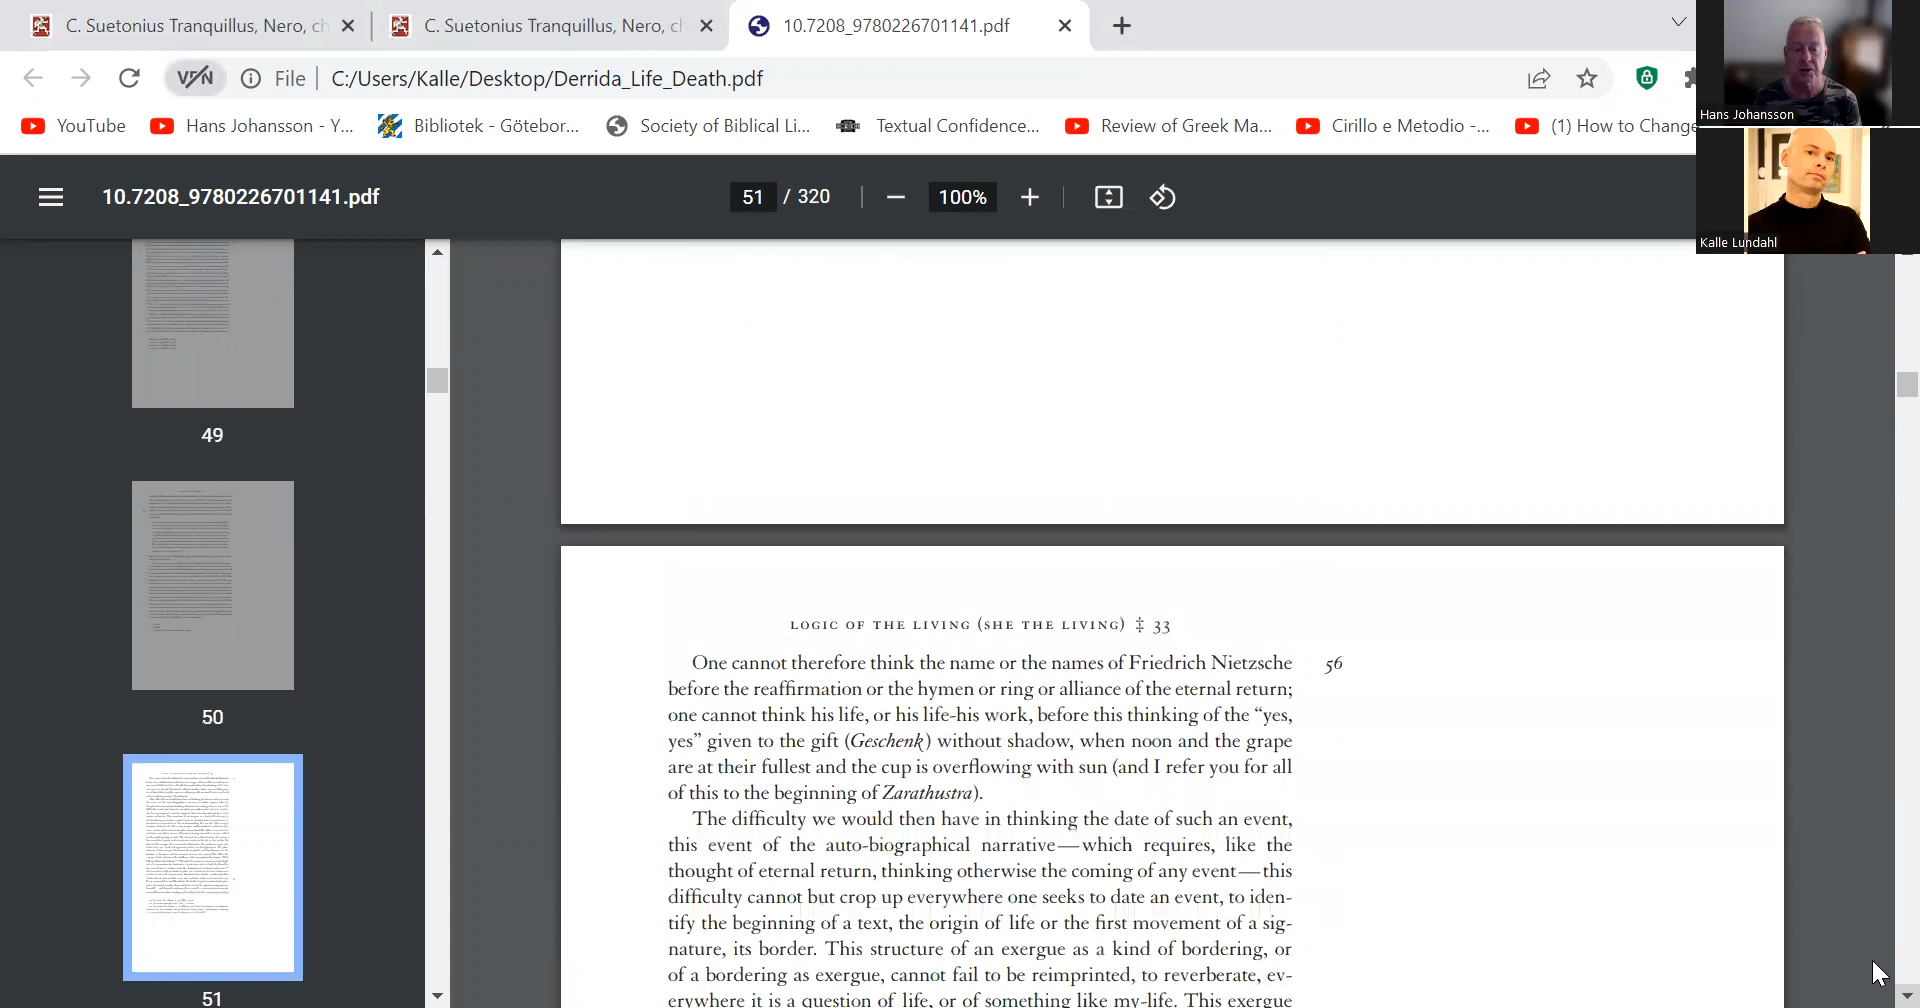 C. Suetonius Tranquillus, Nero, ch
C. Suetonius Tranquillus, Nero, c
10.7208_9780226701141.pdf
VPN
File
C:/Users/Kalle/Desktop/Derrida_Life_Death.pdf
YouTube
Hans Johansson - Y...
Bibliotek - Götebor...
Society of Biblical Li...
Textual Confidence...
Review of Greek Ma...
Cirillo e Metodio -...
(1) How to Change
Hans Johansson
Kalle Lundahl
10.7208_9780226701141.pdf
51 / 320
100%
49
50
51
LOGIC OF THE LIVING (SHE THE LIVING) ‡ 33
One cannot therefore think the name or the names of Friedrich Nietzsche 56
before the reaffirmation or the hymen or ring or alliance of the eternal return;
one cannot think his life, or his life-his work, before this thinking of the “yes,
yes” given to the gift (Geschenk) without shadow, when noon and the grape
are at their fullest and the cup is overflowing with sun (and I refer you for all
of this to the beginning of Zarathustra).
The difficulty we would then have in thinking the date of such an event,
this event of the auto-biographical narrative—which requires, like the
thought of eternal return, thinking otherwise the coming of any event—this
difficulty cannot but crop up everywhere one seeks to date an event, to iden-
tify the beginning of a text, the origin of life or the first movement of a sig-
nature, its border. This structure of an exergue as a kind of bordering, or
of a bordering as exergue, cannot fail to be reimprinted, to reverberate, ev-
erywhere it is a question of life, or of something like my-life. This exergue